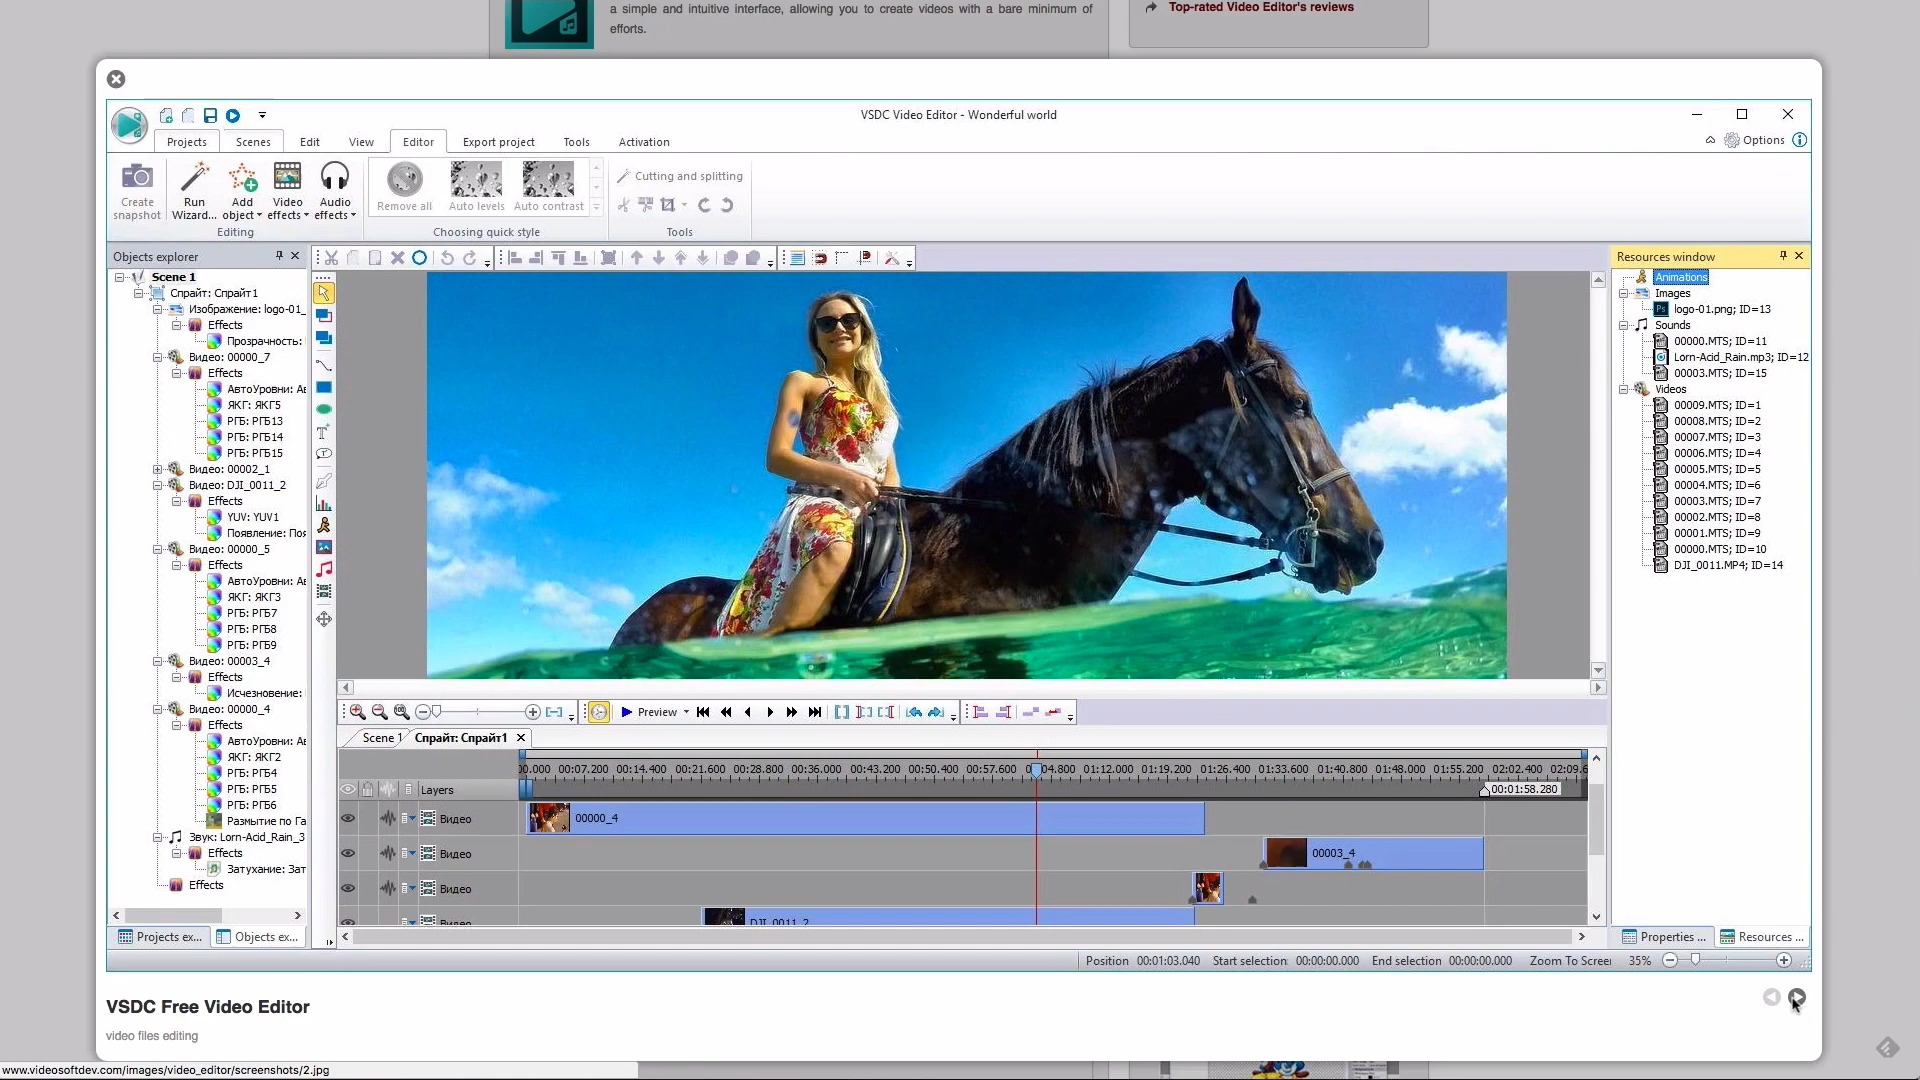 a simple and intuitive interface, allowing you to create videos with a bare minimum of
efforts.
Top-rated Video Editor's reviews
VSDC Video Editor - Wonderful world
Projects Scenes Edit View Editor Export project Tools Activation
Options
Create snapshot
Run Wizard...
Add object
Video effects
Audio effects
Editing
Remove all
Auto levels
Auto contrast
Choosing quick style
Cutting and splitting
Tools
Objects explorer
Scene 1
Спрайт: Спрайт1
Изображение: logo-01_
Effects
Прозрачность:
Видео: 00000_7
Effects
АвтоУровни: Ав
ЯКГ: ЯКГ5
РГБ: РГБ13
РГБ: РГБ14
РГБ: РГБ15
Видео: 00002_1
Видео: DJI_0011_2
Effects
YUV: YUV1
Появление: Поя
Видео: 00000_5
Effects
АвтоУровни: Ав
ЯКГ: ЯКГ3
РГБ: РГБ7
РГБ: РГБ8
РГБ: РГБ9
Видео: 00003_4
Effects
Исчезновение:
Видео: 00000_4
Effects
АвтоУровни: Ав
ЯКГ: ЯКГ2
РГБ: РГБ4
РГБ: РГБ5
РГБ: РГБ6
Размытие по Га
Звук: Lorn-Acid_Rain_3
Effects
Затухание: Зат
Effects
Projects ex... Objects ex...
Resources window
Animations
Images
logo-01.png; ID=13
Sounds
00000.MTS; ID=11
Lorn-Acid_Rain.mp3; ID=12
00003.MTS; ID=15
Videos
00009.MTS; ID=1
00008.MTS; ID=2
00007.MTS; ID=3
00006.MTS; ID=4
00005.MTS; ID=5
00004.MTS; ID=6
00003.MTS; ID=7
00002.MTS; ID=8
00001.MTS; ID=9
00000.MTS; ID=10
DJI_0011.MP4; ID=14
Properties ... Resources ...
Preview
Scene 1 Спрайт: Спрайт1
00.000 00:07.200 00:14.400 00:21.600 00:28.800 00:36.000 00:43.200 00:50.400 00:57.600 04.800 01:12.000 01:19.200 01:26.400 01:33.600 01:40.800 01:48.000 01:55.200 02:02.400 02:09.6
Layers
00:01:58.280
Видео 00000_4
Видео 00003_4
Видео
Видео DJI_0011_2
Position 00:01:03.040 Start selection: 00:00:00.000 End selection 00:00:00.000 Zoom To Screen 35%
VSDC Free Video Editor
video files editing
www.videosoftdev.com/images/video_editor/screenshots/2.jpg